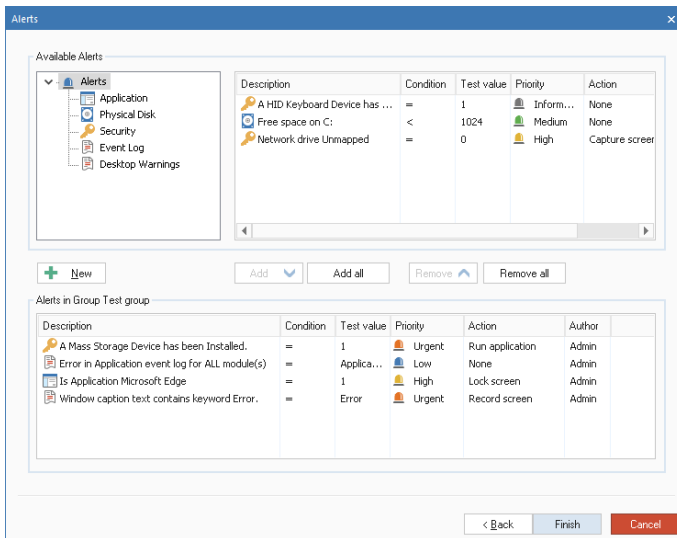 Alerts
Available Alerts
Alerts
Application
Physical Disk
Security
Event Log
Desktop Warnings
Description Condition Test value Priority Action
A HID Keyboard Device has ... = 1 Inform... None
Free space on C: < 1024 Medium None
Network drive Unmapped = 0 High Capture screen
New Add Add all Remove Remove all
Alerts in Group Test group
Description Condition Test value Priority Action Author
A Mass Storage Device has been Installed. = 1 Urgent Run application Admin
Error in Application event log for ALL module(s) = Applica... Low None Admin
Is Application Microsoft Edge = 1 High Lock screen Admin
Window caption text contains keyword Error. = Error Urgent Record screen Admin
< Back Finish Cancel